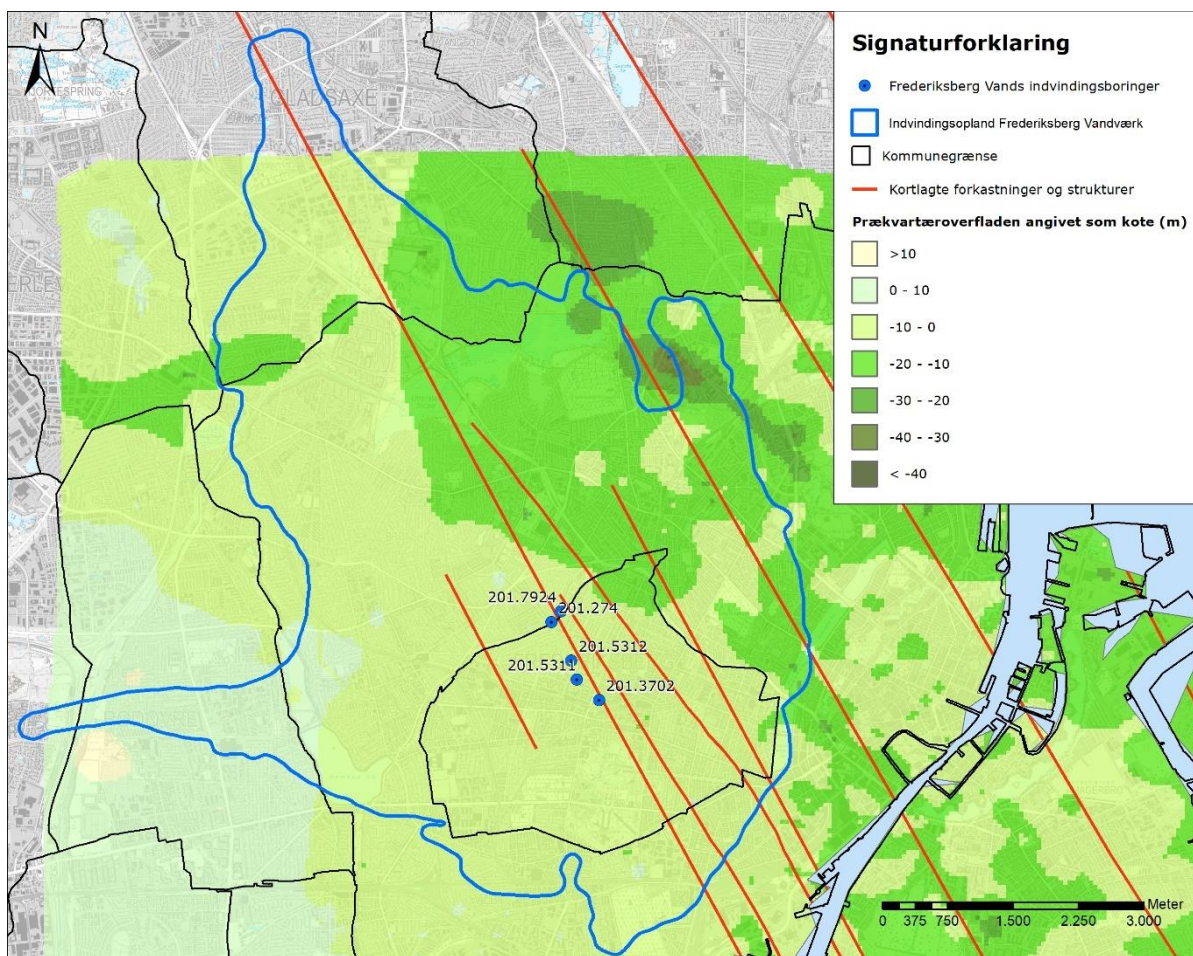 N
GLADSAXE
Signaturforklaring
Frederiksberg Vands indvindingsboringer
Indvindingsopland Frederiksberg Vandværk
Kommunegrænse
Kortlagte forkastninger og strukturer
Prækvartæroverfladen angivet som kote (m)
>10
0 - 10
-10 - 0
-20 - -10
-30 - -20
-40 - -30
< -40
201.7924
201.274
201.5312
201.5311
201.3702
Meter
0 375 750 1.500 2.250 3.000